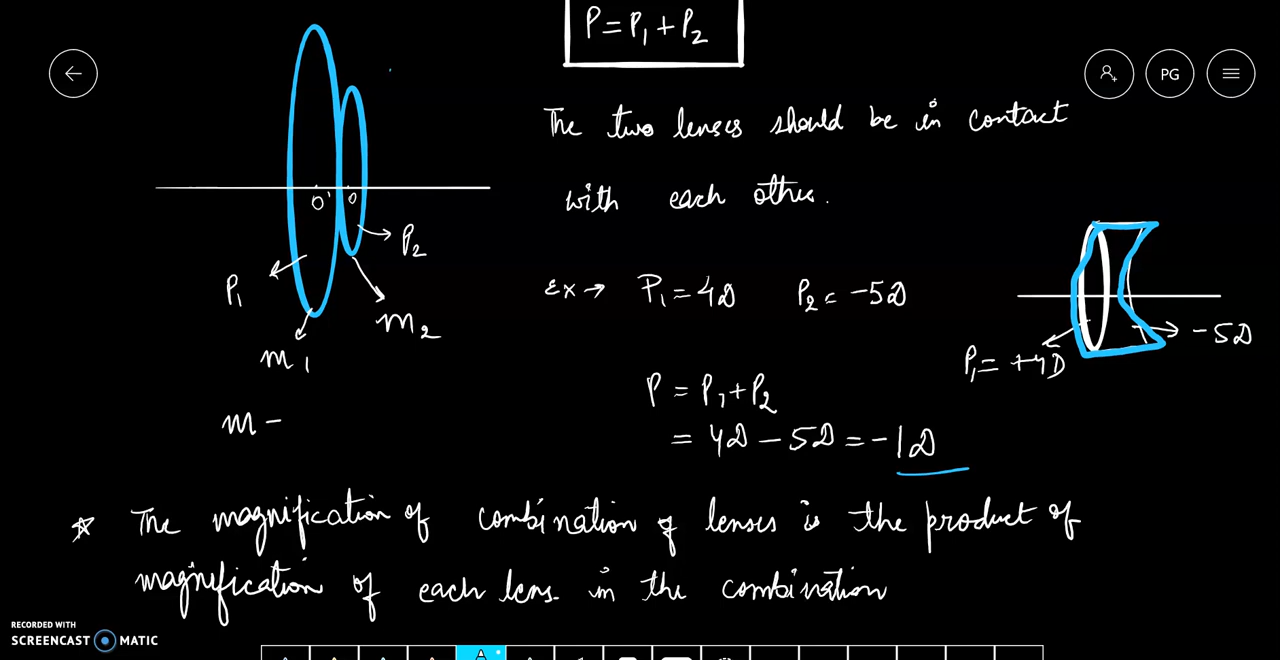 P = P₁ + P₂
PG
The two lenses should be in contact
with each other.
O' O
P₂
P₁
m₂
m₁
Ex → P₁ = 4D P₂ = -5D
-5D
P₁ = +4D
P = P₁ + P₂
m -
= 4D - 5D = -1D
☆ The magnification of combination of lenses is the product of
magnification of each lens in the combination
RECORDED WITH
SCREENCAST MATIC
A